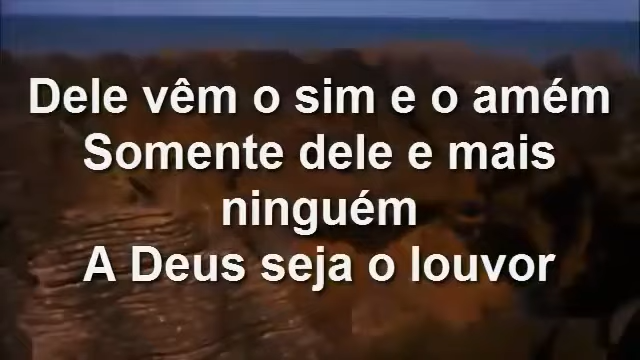 Dele vêm o sim e o amém
Somente dele e mais
ninguém
A Deus seja o louvor